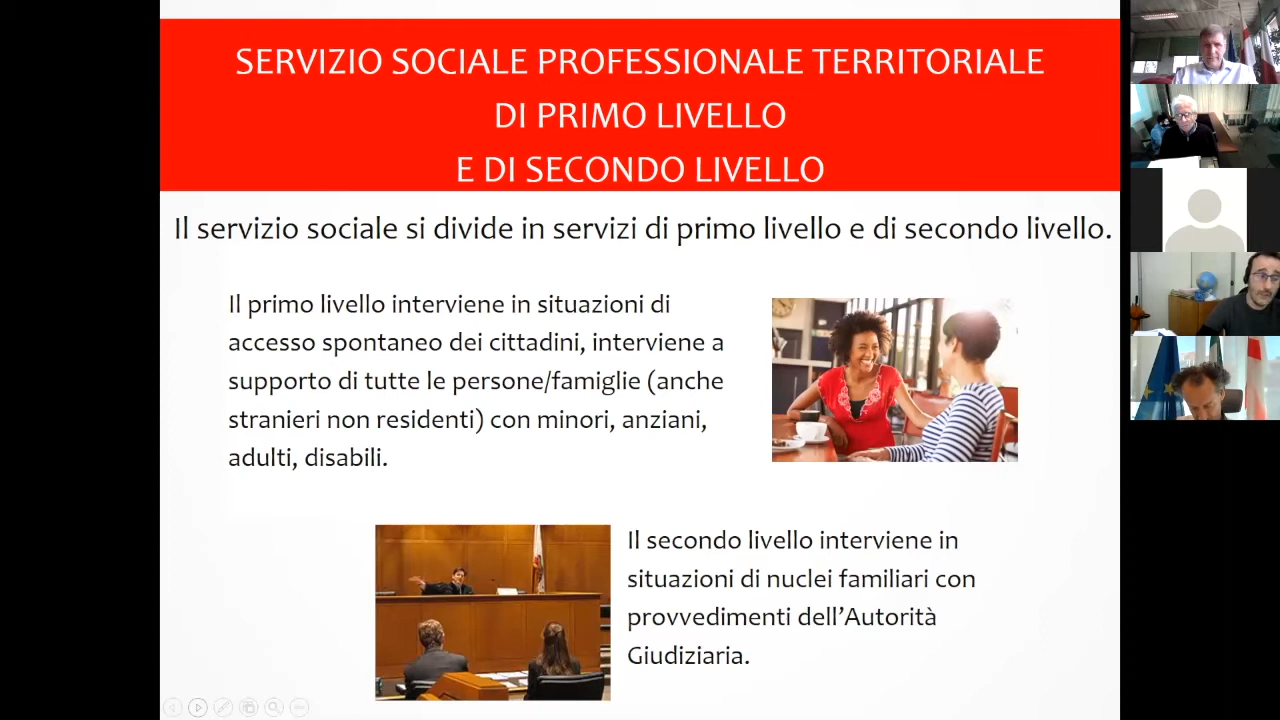 SERVIZIO SOCIALE PROFESSIONALE TERRITORIALE
DI PRIMO LIVELLO
E DI SECONDO LIVELLO
Il servizio sociale si divide in servizi di primo livello e di secondo livello.
Il primo livello interviene in situazioni di
accesso spontaneo dei cittadini, interviene a
supporto di tutte le persone/famiglie (anche
stranieri non residenti) con minori, anziani,
adulti, disabili.
Il secondo livello interviene in
situazioni di nuclei familiari con
provvedimenti dell’Autorità
Giudiziaria.